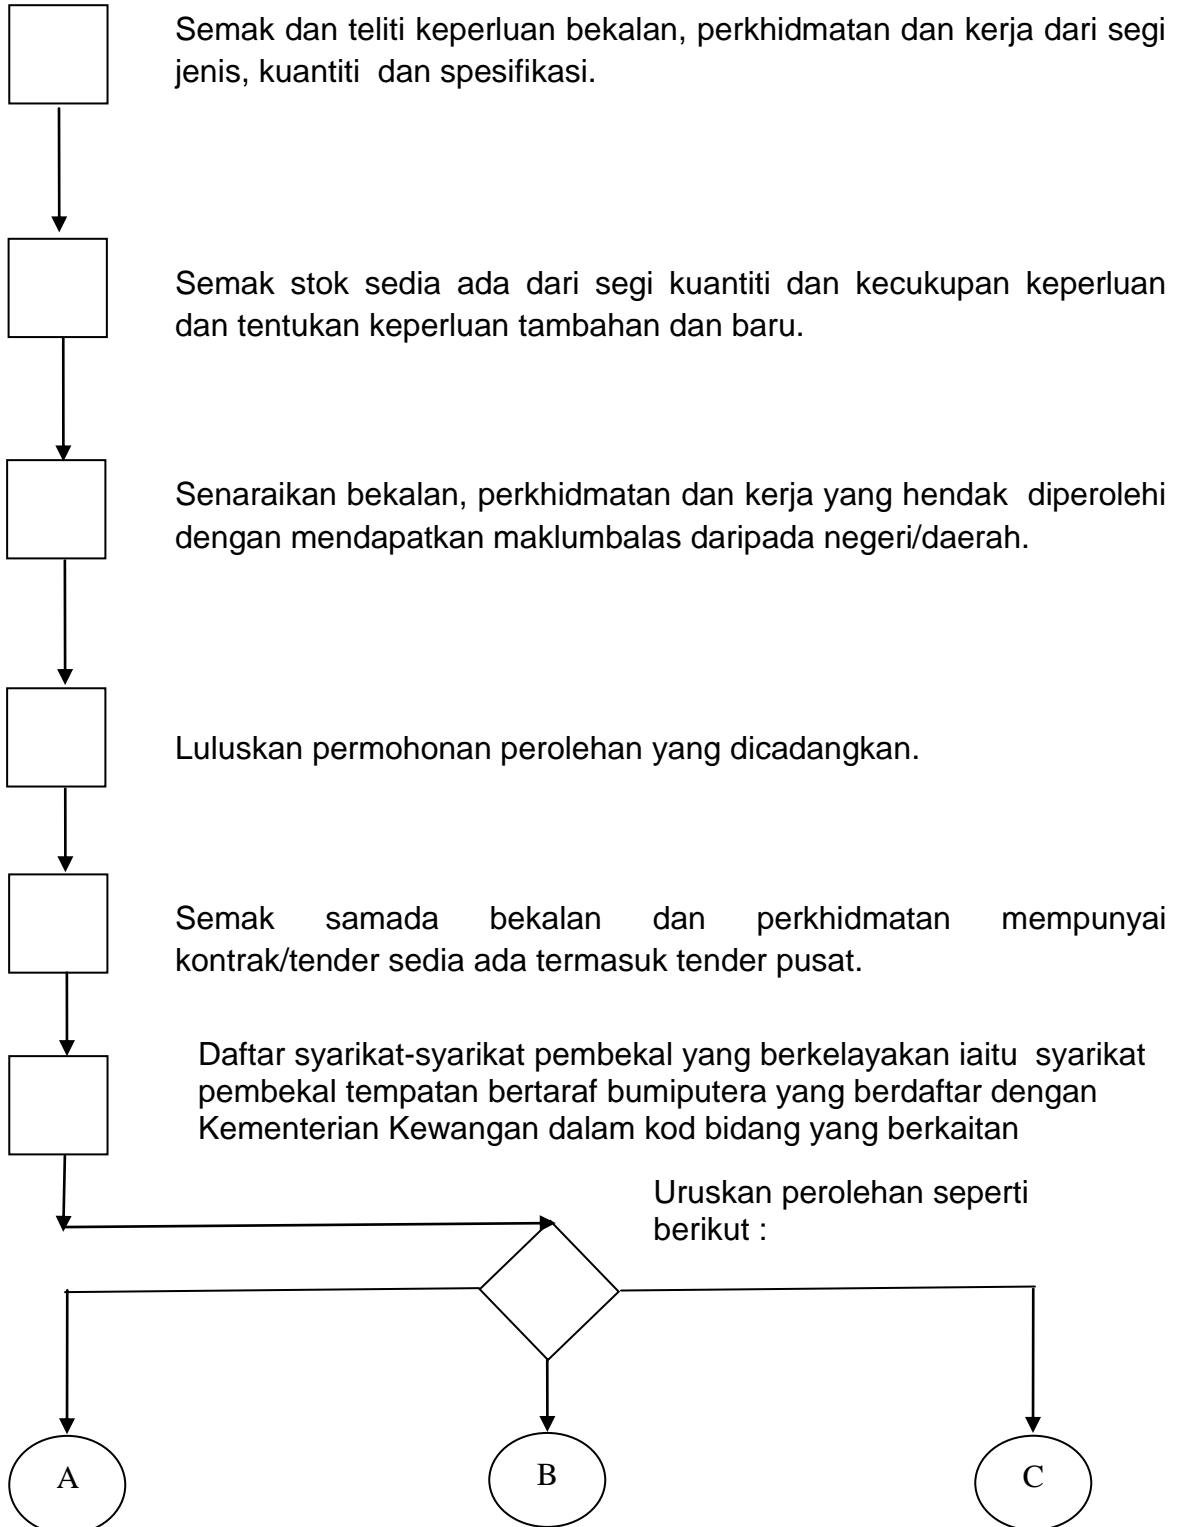 Semak dan teliti keperluan bekalan, perkhidmatan dan kerja dari segi
jenis, kuantiti dan spesifikasi.
Semak stok sedia ada dari segi kuantiti dan kecukupan keperluan
dan tentukan keperluan tambahan dan baru.
Senaraikan bekalan, perkhidmatan dan kerja yang hendak diperolehi
dengan mendapatkan maklumbalas daripada negeri/daerah.
Luluskan permohonan perolehan yang dicadangkan.
Semak samada bekalan dan perkhidmatan mempunyai
kontrak/tender sedia ada termasuk tender pusat.
Daftar syarikat-syarikat pembekal yang berkelayakan iaitu syarikat
pembekal tempatan bertaraf bumiputera yang berdaftar dengan
Kementerian Kewangan dalam kod bidang yang berkaitan
Uruskan perolehan seperti
berikut :
A
B
C